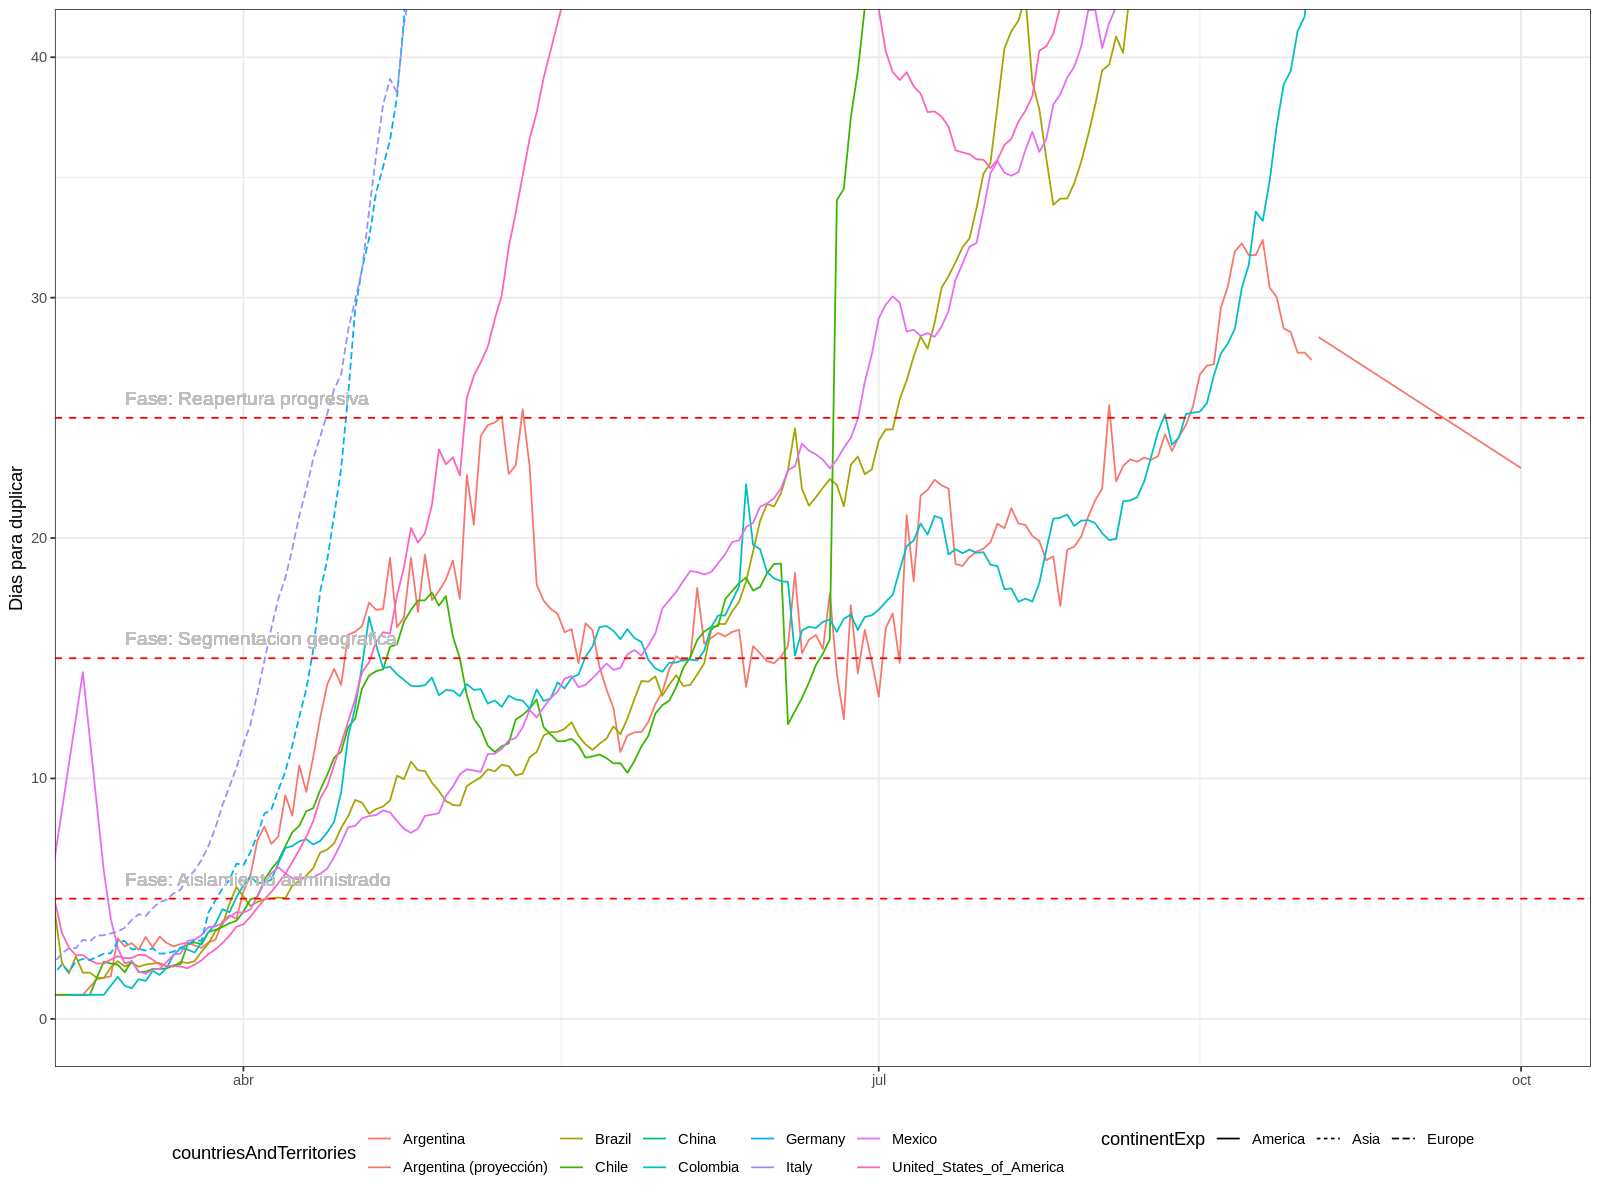 40
30
20
10
0
Dias para duplicar
Fase: Reapertura progresiva
Fase: Segmentacion geografica
Fase: Aislamiento administrado
abr
jul
oct
countriesAndTerritories
Argentina
Argentina (proyección)
Brazil
Chile
China
Colombia
Germany
Italy
Mexico
United_States_of_America
continentExp
America
Asia
Europe